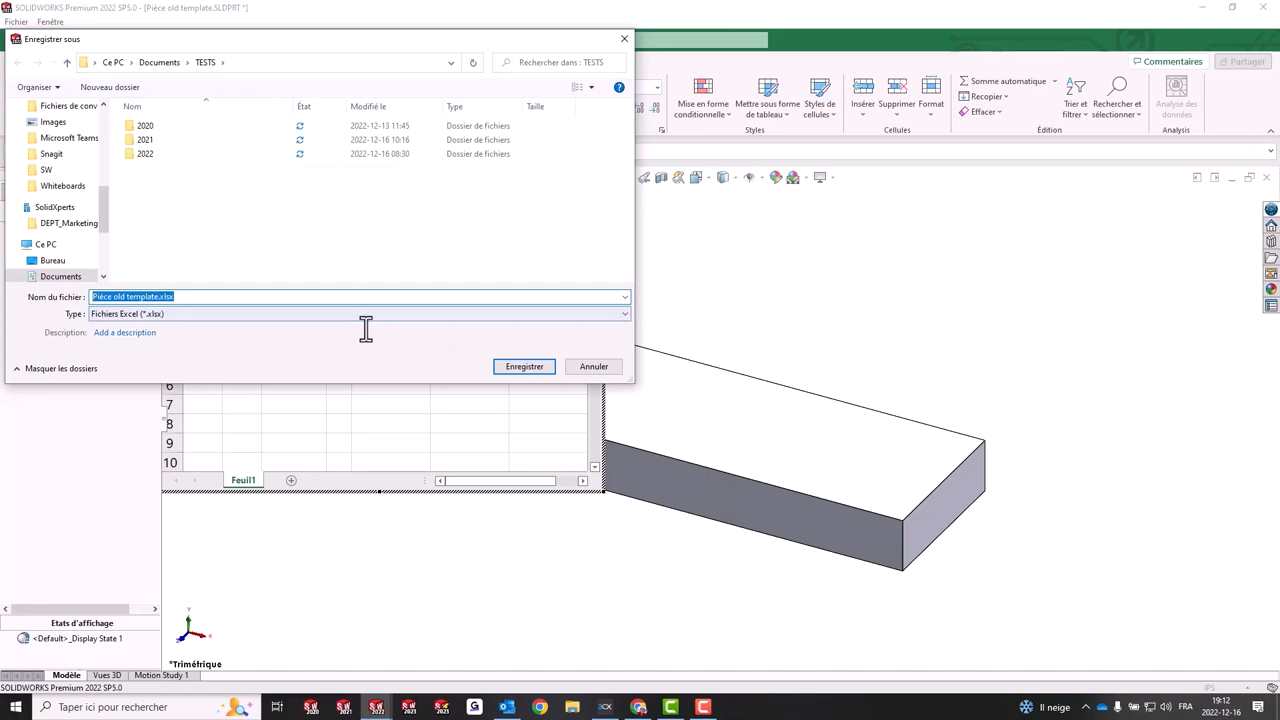 SOLIDWORKS Premium 2022 SP5.0 - [Pièce old template.SLDPRT *]
Fichier Fenêtre
Enregistrer sous
Ce PC > Documents > TESTS >
Rechercher dans : TESTS
Organiser
Nouveau dossier
Nom État Modifié le Type Taille
2020 2022-12-13 11:45 Dossier de fichiers
2021 2022-12-16 10:16 Dossier de fichiers
2022 2022-12-16 08:30 Dossier de fichiers
Fichiers de conv
Images
Microsoft Teams
Snagit
SW
Whiteboards
SolidXperts
DEPT_Marketing
Ce PC
Bureau
Documents
Nom du fichier : Pièce old template.xlsx
Type : Fichiers Excel (*.xlsx)
Description: Add a description
Masquer les dossiers
Enregistrer
Annuler
Commentaires
Partager
Mise en forme conditionnelle
Mettre sous forme de tableau
Styles de cellules
Styles
Insérer
Supprimer
Format
Cellules
Somme automatique
Recopier
Effacer
Trier et filtrer
Rechercher et sélectionner
Édition
Analyse des données
Analysis
6
7
8
9
10
Feuil1
Etats d'affichage
<Default>_Display State 1
Y
X
Z
*Trimétrique
Modèle
Vues 3D
Motion Study 1
SOLIDWORKS Premium 2022 SP5.0
IPS
Taper ici pour rechercher
2020
2021
2022
2023
Il neige
FRA
19:12
2022-12-16